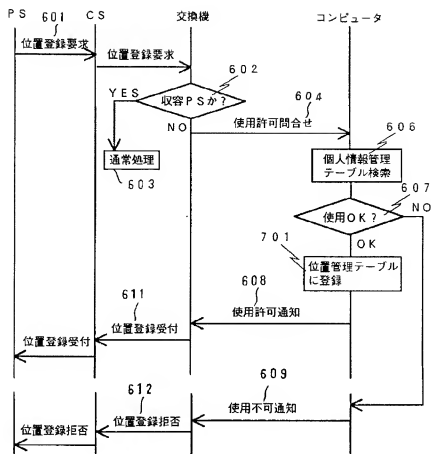 PS CS 交換機 コンピュータ
601
位置登録要求
位置登録要求
602
YES
収容PSか?
604
NO
使用許可問合せ
606
通常処理
603
個人情報管理
テーブル検索
607
NO
使用OK?
OK
701
位置管理テーブル
に登録
611
608
位置登録受付
使用許可通知
位置登録受付
612
609
位置登録拒否
使用不可通知
位置登録拒否